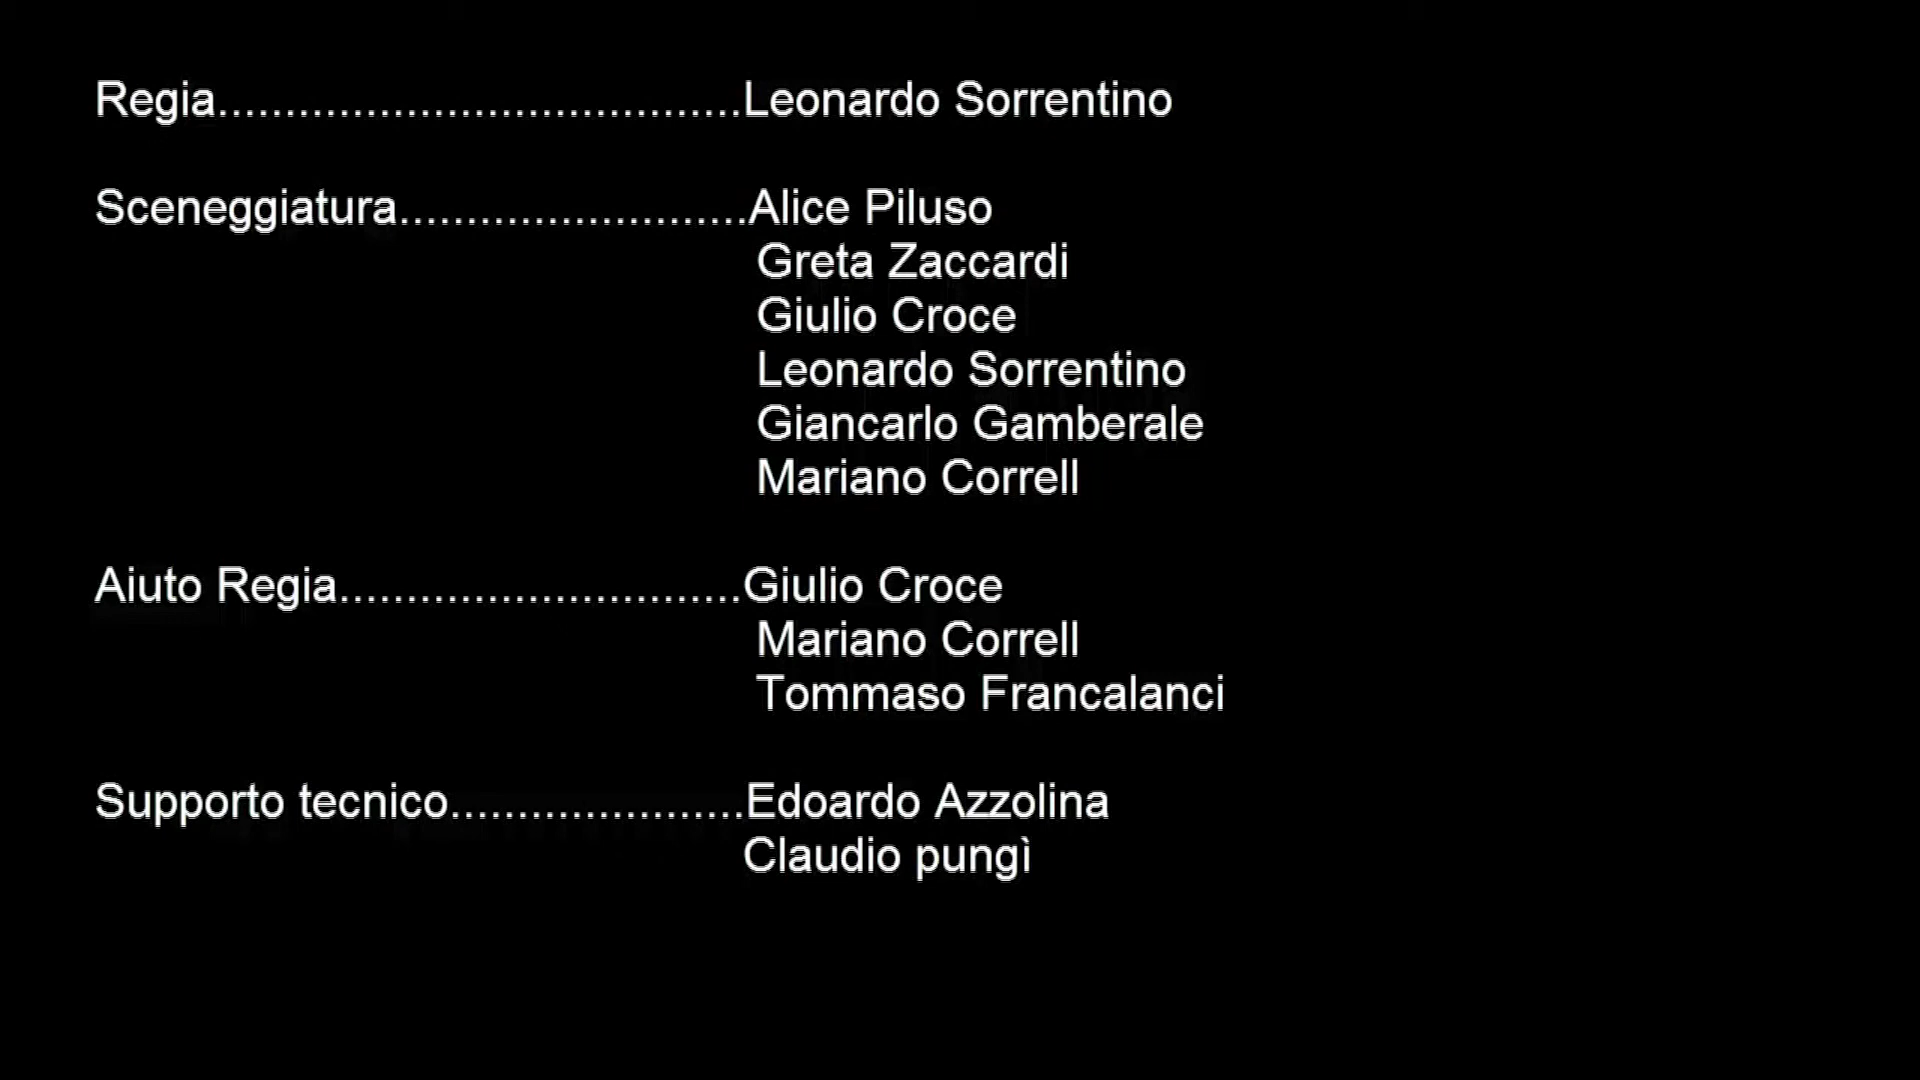 Regia.......................................Leonardo Sorrentino
Sceneggiatura..........................Alice Piluso
Greta Zaccardi
Giulio Croce
Leonardo Sorrentino
Giancarlo Gamberale
Mariano Correll
Aiuto Regia..............................Giulio Croce
Mariano Correll
Tommaso Francalanci
Supporto tecnico......................Edoardo Azzolina
Claudio pungì